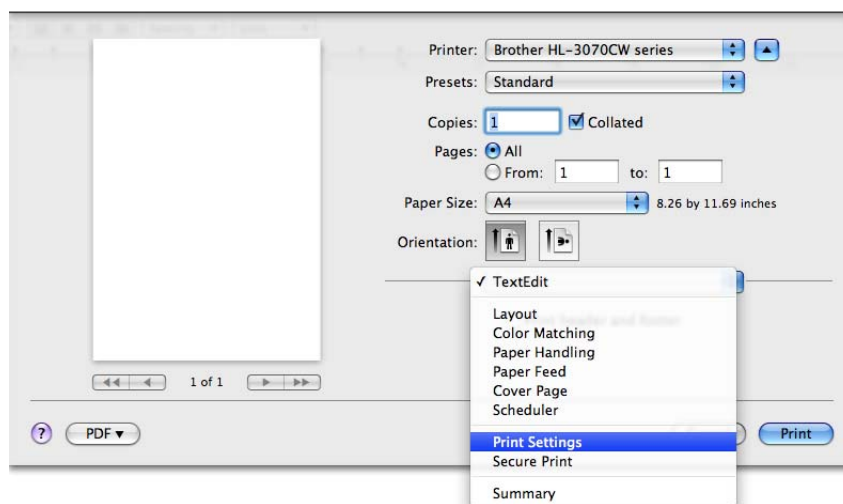 Printer: Brother HL-3070CW series
Presets: Standard
Copies: 1 Collated
Pages: All
From: 1 to: 1
Paper Size: A4 8.26 by 11.69 inches
Orientation:
✓ TextEdit
Layout
Color Matching
Paper Handling
Paper Feed
Cover Page
Scheduler
Print Settings
Secure Print
Summary
1 of 1
? PDF ▾ Print